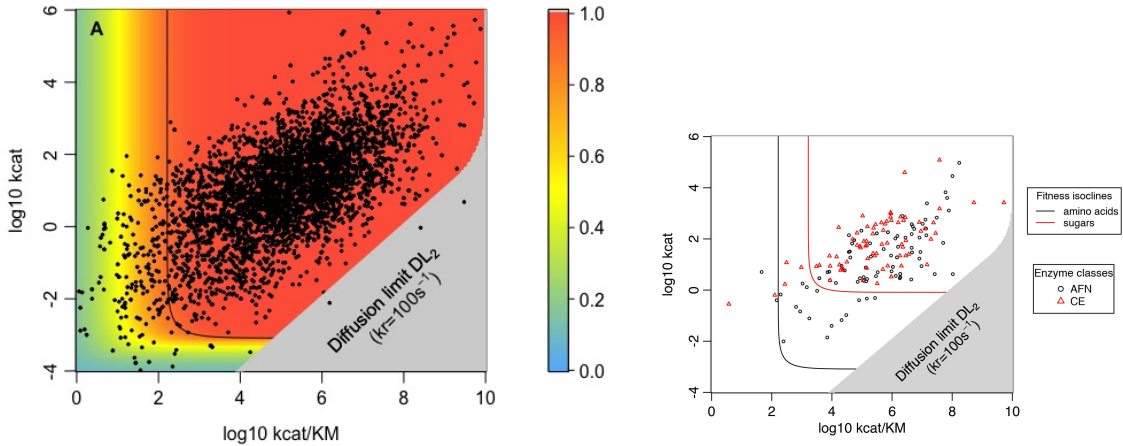 A
6
4
2
0
-2
-4
log10 kcat
0
2
4
6
8
10
log10 kcat/KM
Diffusion limit DL2
(kr=100s⁻¹)
1.0
0.8
0.6
0.4
0.2
0.0
6
4
2
0
-2
-4
log10 kcat
0
2
4
6
8
10
log10 kcat/KM
Diffusion limit DL2
(kr=100s⁻¹)
Fitness isoclines
amino acids
sugars
Enzyme classes
AFN
CE